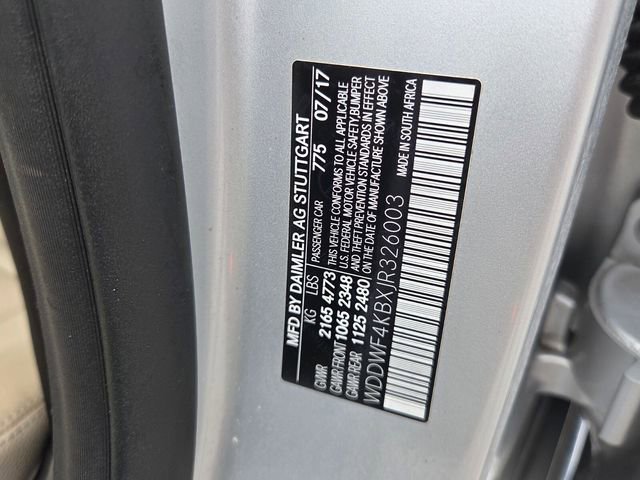 MFD BY DAIMLER AG STUTTGART
PASSENGER CAR 775 07/17
KG LBS
GVWR 2165 4773
GAWR FRONT 1065 2348
GAWR REAR 1125 2480
THIS VEHICLE CONFORMS TO ALL APPLICABLE
U.S. FEDERAL MOTOR VEHICLE SAFETY,BUMPER
AND THEFT PREVENTION STANDARDS IN EFFECT
ON THE DATE OF MANUFACTURE SHOWN ABOVE
MADE IN SOUTH AFRICA
WDDWF4KBXJR326003